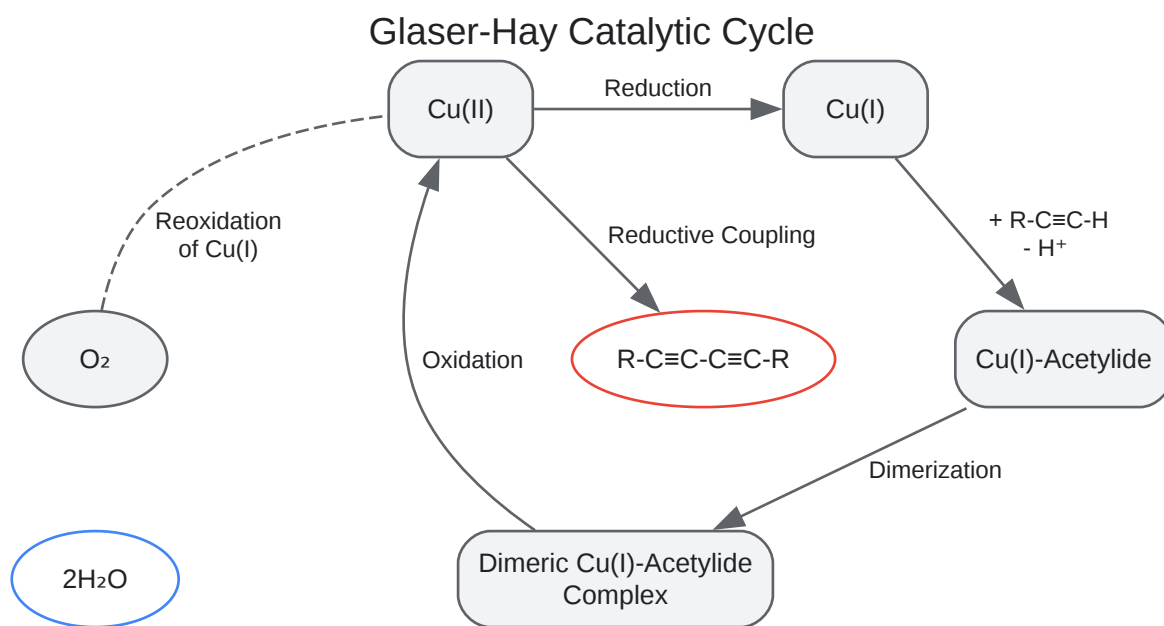 Glaser-Hay Catalytic Cycle
Cu(II)
Reduction
Cu(I)
Reoxidation
of Cu(I)
+ R-C≡C-H
- H⁺
Reductive Coupling
O₂
Oxidation
R-C≡C-C≡C-R
Cu(I)-Acetylide
Dimerization
2H₂O
Dimeric Cu(I)-Acetylide
Complex